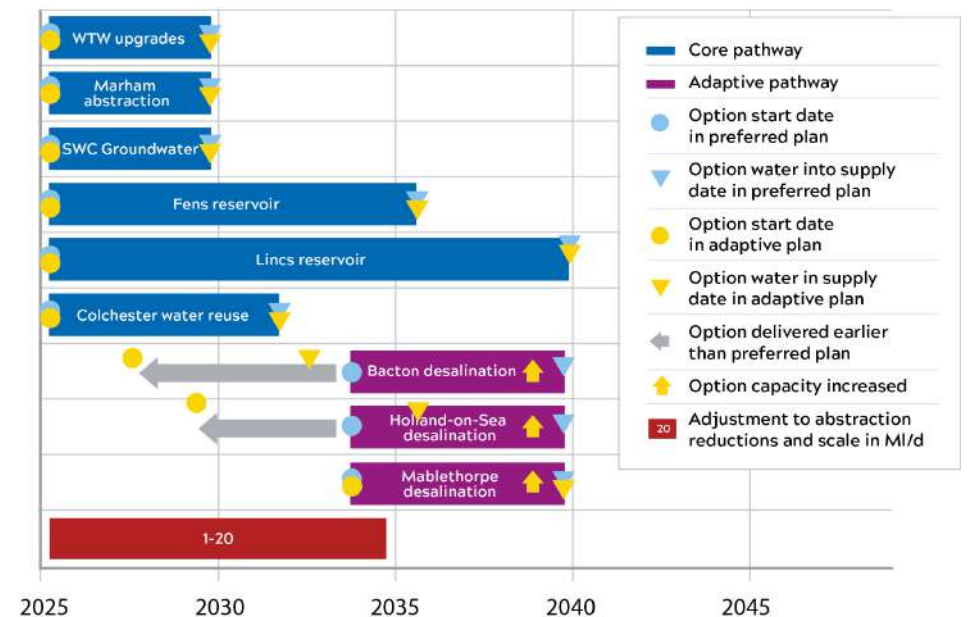 WTW upgrades
Marham
abstraction
SWC Groundwater
Fens reservoir
Lincs reservoir
Colchester water reuse
Bacton desalination
Holland-on-Sea
desalination
Mablethorpe
desalination
1-20
2025
2030
2035
2040
2045
Core pathway
Adaptive pathway
Option start date
in preferred plan
Option water into supply
date in preferred plan
Option start date
in adaptive plan
Option water in supply
date in adaptive plan
Option delivered earlier
than preferred plan
Option capacity increased
20
Adjustment to abstraction
reductions and scale in Ml/d